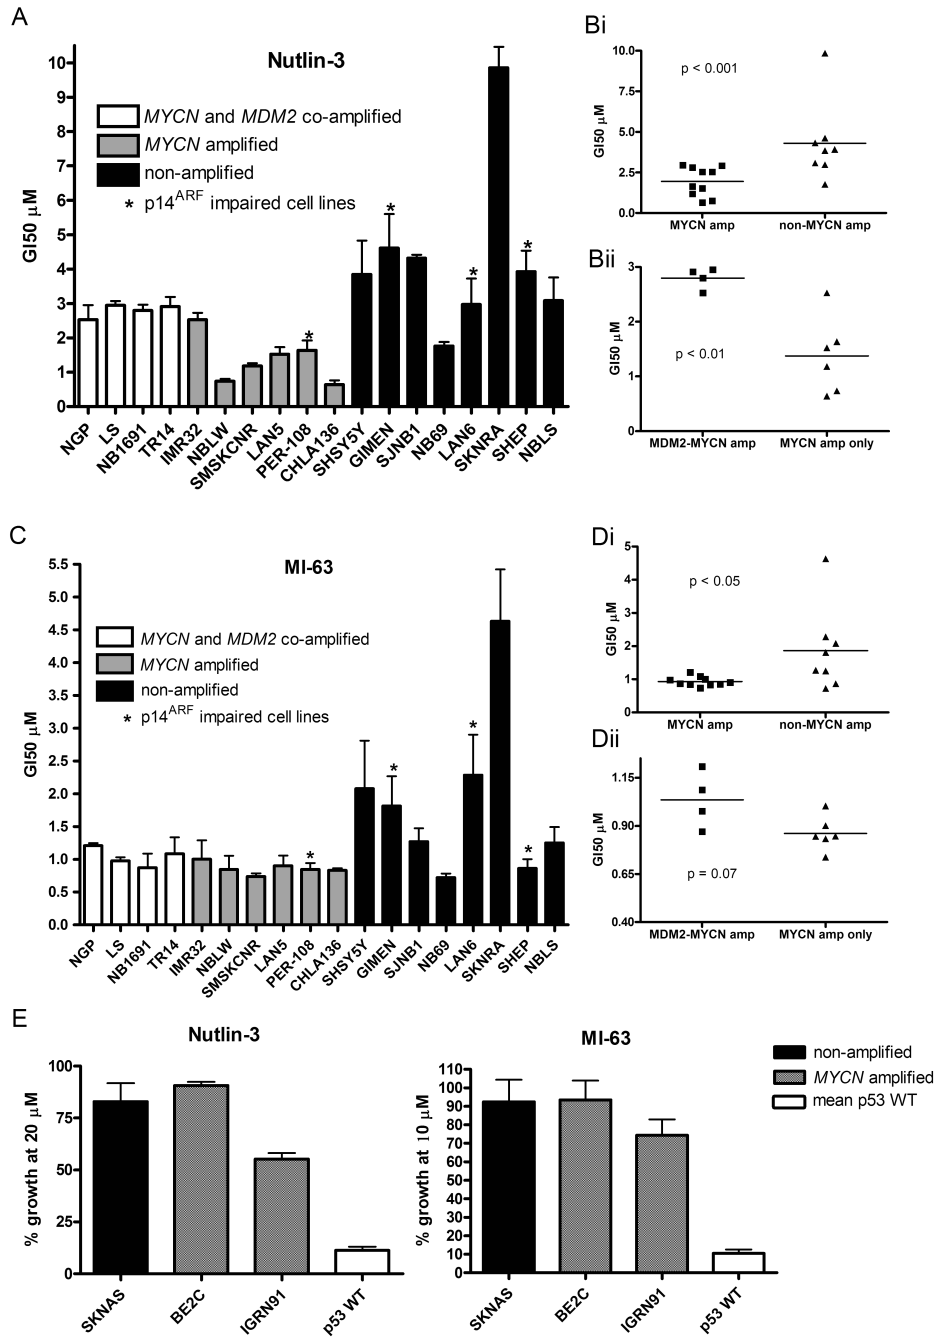 A
Nutlin-3
MYCN and MDM2 co-amplified
MYCN amplified
non-amplified
* p14ARF impaired cell lines
GI50 μM
10
9
8
7
6
5
4
3
2
1
0
*
*
*
*
NGP
LS
NB1691
TR14
IMR32
NBLW
SMSKCNR
LAN5
PER-108
CHLA136
SHSY5Y
GIMEN
SJNB1
NB69
LAN6
SKNRA
SHEP
NBLS
Bi
p < 0.001
GI50 μM
10.0
7.5
5.0
2.5
0.0
MYCN amp
non-MYCN amp
Bii
p < 0.01
GI50 μM
3
2
1
0
MDM2-MYCN amp
MYCN amp only
C
MI-63
MYCN and MDM2 co-amplified
MYCN amplified
non-amplified
* p14ARF impaired cell lines
GI50 μM
5.5
5.0
4.5
4.0
3.5
3.0
2.5
2.0
1.5
1.0
0.5
0.0
*
*
*
*
NGP
LS
NB1691
TR14
IMR32
NBLW
SMSKCNR
LAN5
PER-108
CHLA136
SHSY5Y
GIMEN
SJNB1
NB69
LAN6
SKNRA
SHEP
NBLS
Di
p < 0.05
GI50 μM
5
4
3
2
1
0
MYCN amp
non-MYCN amp
Dii
p = 0.07
GI50 μM
1.15
0.90
0.65
0.40
MDM2-MYCN amp
MYCN amp only
E
Nutlin-3
% growth at 20 μM
100
75
50
25
0
SKNAS
BE2C
IGRN91
p53 WT
MI-63
% growth at 10 μM
110
100
90
80
70
60
50
40
30
20
10
0
SKNAS
BE2C
IGRN91
p53 WT
non-amplified
MYCN amplified
mean p53 WT